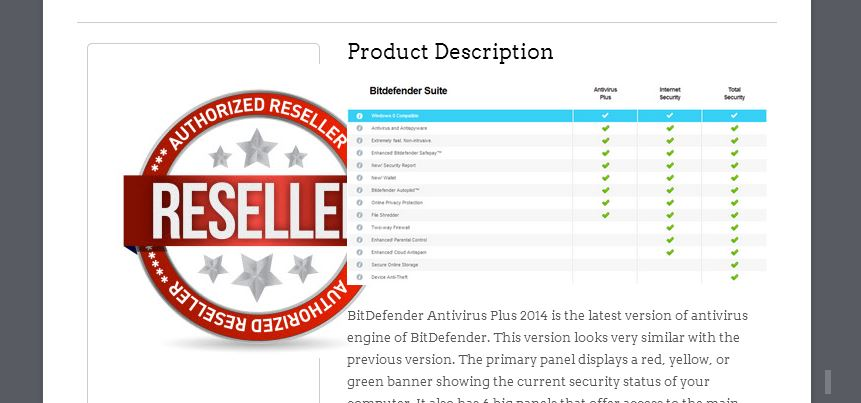 Product Description
AUTHORIZED RESELLER
RESELLE
AUTHORIZED RESELLER
Bitdefender Suite
Antivirus Plus
Internet Security
Total Security
Windows 8 Compatible
Antivirus and Antispyware
Extremely fast. Non-intrusive.
Enhanced! Bitdefender Safepay™
New! Security Report
New! Wallet
Bitdefender Autopilot™
Online Privacy Protection
File Shredder
Two-way Firewall
Enhanced! Parental Control
Enhanced! Cloud Antispam
Secure Online Storage
Device Anti-Theft
BitDefender Antivirus Plus 2014 is the latest version of antivirus
engine of BitDefender. This version looks very similar with the
previous version. The primary panel displays a red, yellow, or
green banner showing the current security status of your
computer. It also has 6 big panels that offer access to the main